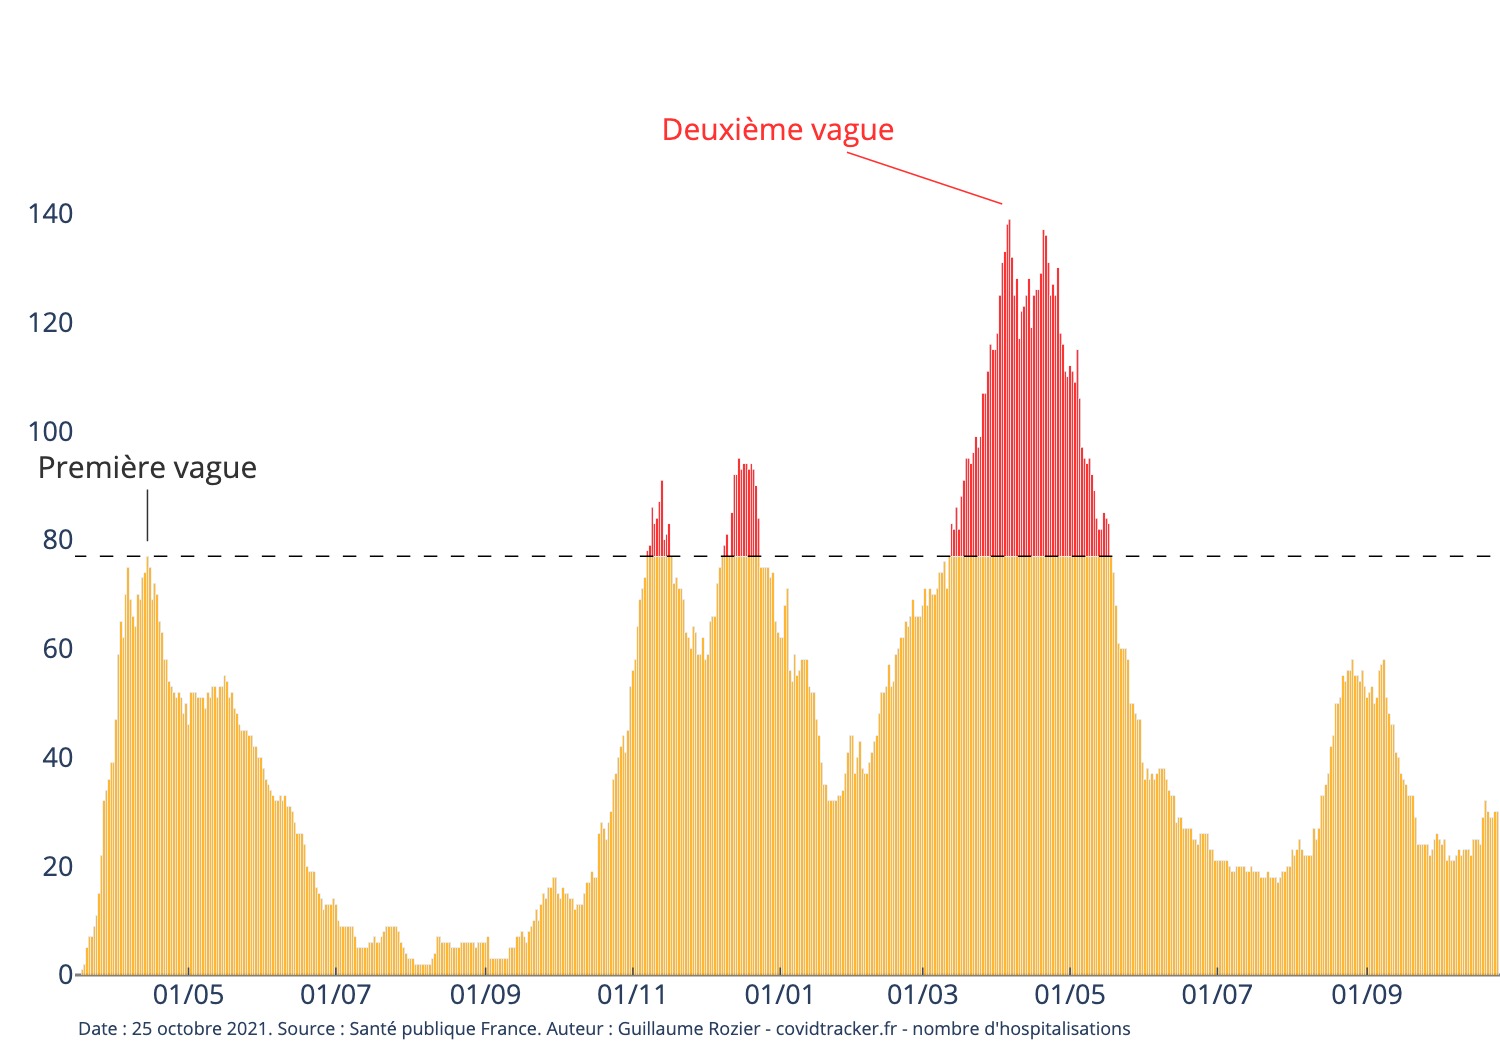 Deuxième vague
140
120
100
Première vague
80
60
40
20
0
01/05 01/07 01/09 01/11 01/01 01/03 01/05 01/07 01/09
Date : 25 octobre 2021. Source : Santé publique France. Auteur : Guillaume Rozier - covidtracker.fr - nombre d'hospitalisations